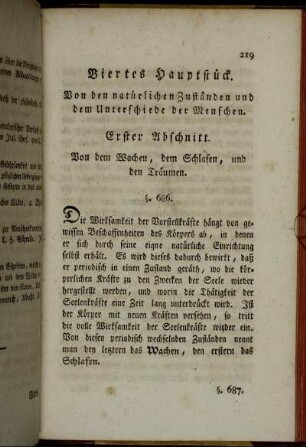 219
Viertes Hauptstück.
Von den natürlichen Zuständen und
dem Unterschiede der Menschen.
Erster Abschnitt.
Von dem Wachen, dem Schlafen, und
den Träumen.
§. 686.
Die Wirksamkeit der Vorstellkräfte hängt von ge-
wissen Beschaffenheiten des Körpers ab, in denen
er sich durch seine eigne natürliche Einrichtung
selbst erhält. Es wird dieses dadurch bewirkt, daß
er periodisch in einen Zustand geräth, wo die kör-
perlichen Kräfte zu den Zwecken der Seele wieder
hergestellt werden, und worin die Thätigkeit der
Seelenkräfte eine Zeit lang unterdrückt wird. Ist
der Körper mit neuen Kräften versehen, so tritt
die volle Wirksamkeit der Seelenkräfte wieder ein.
Von diesen periodisch wechselnden Zuständen nennt
man den letztern das Wachen, den erstern das
Schlafen.
§. 687.